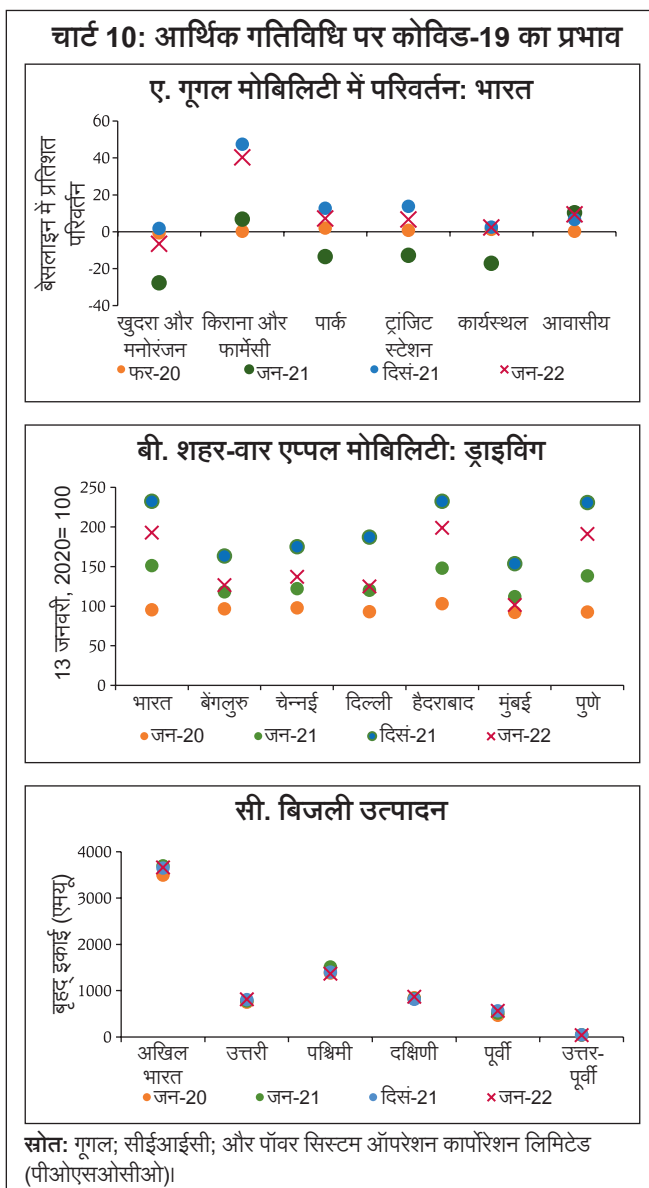 चार्ट 10: आर्थिक गतिविधि पर कोविड-19 का प्रभाव
ए. गूगल मोबिलिटी में परिवर्तन: भारत
बेसलाइन में प्रतिशत
परिवर्तन
60
40
20
0
-20
-40
खुदरा और
मनोरंजन
किराना और
फार्मेसी
पार्क
ट्रांजिट
स्टेशन
कार्यस्थल
आवासीय
फर-20 जन-21 दिसं-21 जन-22
बी. शहर-वार एप्पल मोबिलिटी: ड्राइविंग
13 जनवरी, 2020= 100
250
200
150
100
50
0
भारत बेंगलुरु चेन्नई दिल्ली हैदराबाद मुंबई पुणे
जन-20 जन-21 दिसं-21 जन-22
सी. बिजली उत्पादन
बृहद् इकाई (एमयू)
4000
3000
2000
1000
0
अखिल
भारत
उत्तरी
पश्चिमी
दक्षिणी
पूर्वी
उत्तर-
पूर्वी
जन-20 जन-21 दिसं-21 जन-22
स्रोत: गूगल; सीईआईसी; और पॉवर सिस्टम ऑपरेशन कार्पोरेशन लिमिटेड
(पीओएसओसीओ)।